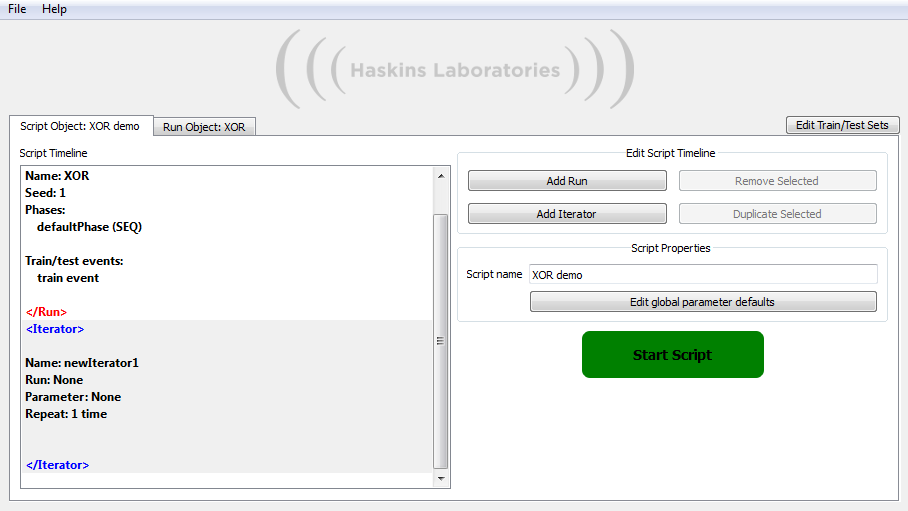 File Help
Haskins Laboratories
Script Object: XOR demo Run Object: XOR Edit Train/Test Sets
Script Timeline
Name: XOR
Seed: 1
Phases:
defaultPhase (SEQ)
Train/test events:
train event
</Run>
<Iterator>
Name: newIterator1
Run: None
Parameter: None
Repeat: 1 time
</Iterator>
Edit Script Timeline
Add Run Remove Selected
Add Iterator Duplicate Selected
Script Properties
Script name XOR demo
Edit global parameter defaults
Start Script